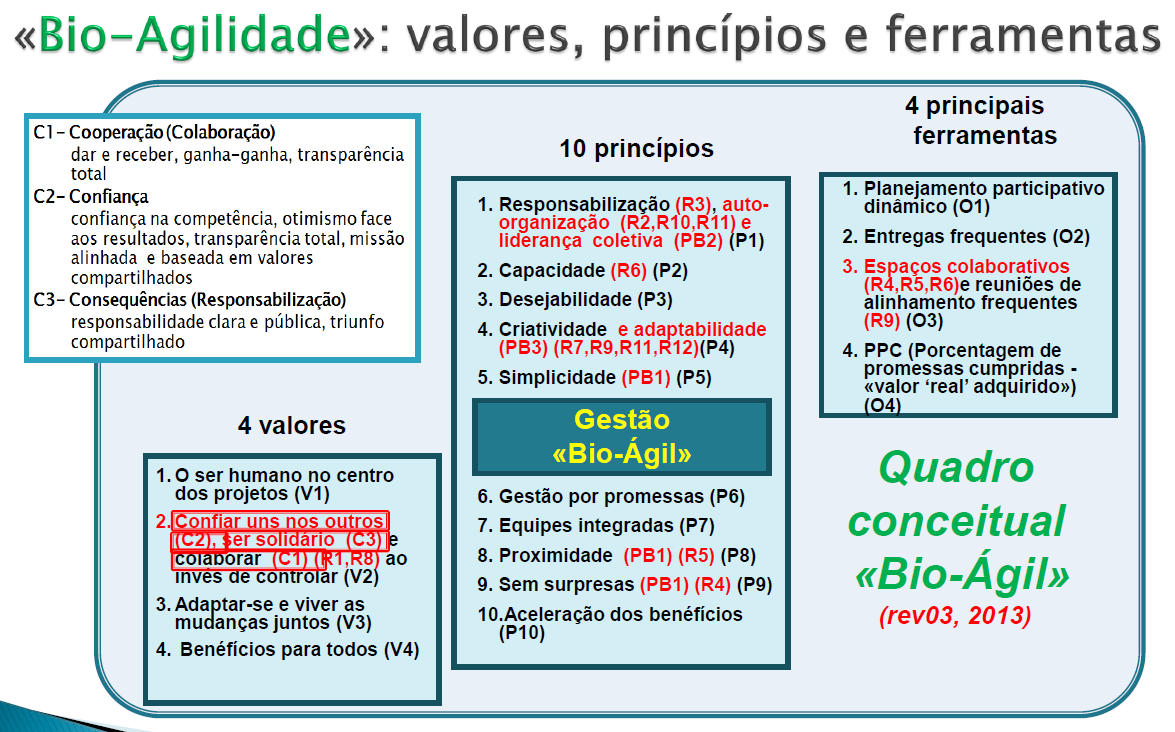 «Bio-Agilidade»: valores, princípios e ferramentas
C1- Cooperação (Colaboração)
dar e receber, ganha-ganha, transparência
total
C2- Confiança
confiança na competência, otimismo face
aos resultados, transparência total, missão
alinhada e baseada em valores
compartilhados
C3- Consequências (Responsabilização)
responsabilidade clara e pública, triunfo
compartilhado
4 valores
1. O ser humano no centro
dos projetos (V1)
2. Confiar uns nos outros
(C2), ser solidário (C3) e
colaborar (C1) (R1,R8) ao
invés de controlar (V2)
3. Adaptar-se e viver as
mudanças juntos (V3)
4. Benefícios para todos (V4)
10 princípios
1. Responsabilização (R3), auto-
organização (R2,R10,R11) e
liderança coletiva (PB2) (P1)
2. Capacidade (R6) (P2)
3. Desejabilidade (P3)
4. Criatividade e adaptabilidade
(PB3) (R7,R9,R11,R12)(P4)
5. Simplicidade (PB1) (P5)
Gestão
«Bio-Ágil»
6. Gestão por promessas (P6)
7. Equipes integradas (P7)
8. Proximidade (PB1) (R5) (P8)
9. Sem surpresas (PB1) (R4) (P9)
10.Aceleração dos benefícios
(P10)
4 principais
ferramentas
1. Planejamento participativo
dinâmico (O1)
2. Entregas frequentes (O2)
3. Espaços colaborativos
(R4,R5,R6)e reuniões de
alinhamento frequentes
(R9) (O3)
4. PPC (Porcentagem de
promessas cumpridas -
«valor ‘real’ adquirido»)
(O4)
Quadro
conceitual
«Bio-Ágil»
(rev03, 2013)